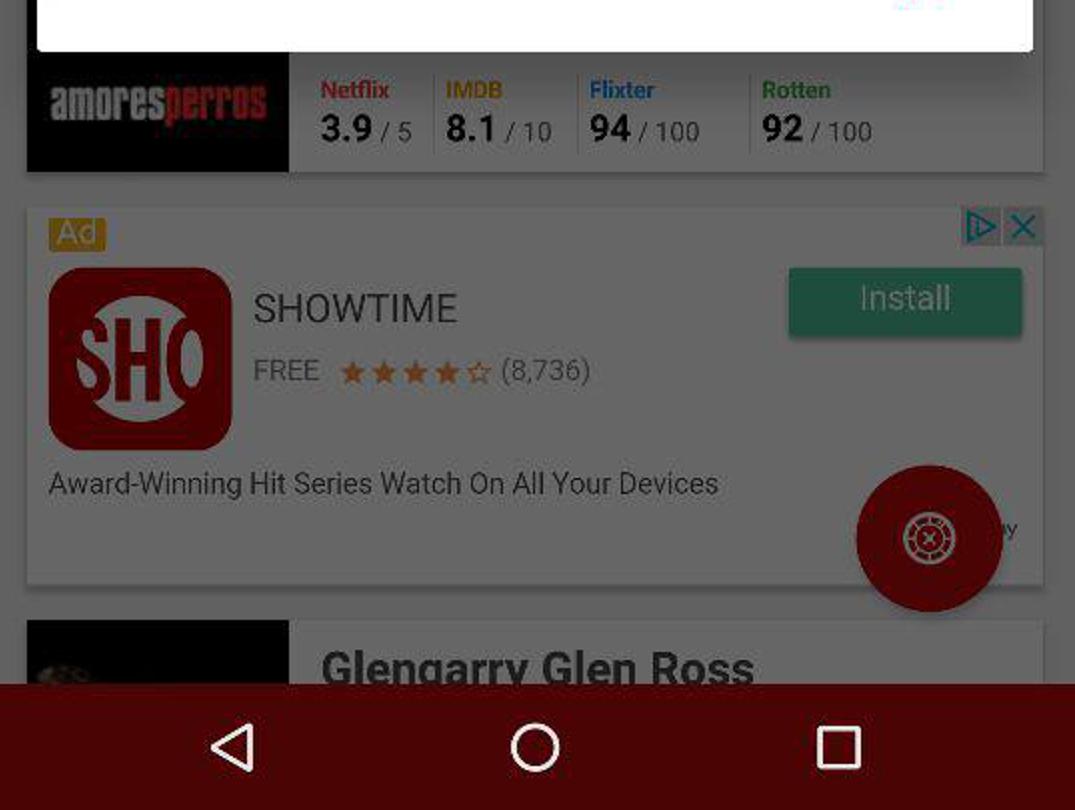 amoresperros
Netflix IMDB Flixter Rotten
3.9 / 5 8.1 / 10 94 / 100 92 / 100
Ad
SHO
SHOWTIME
Install
FREE (8,736)
Award-Winning Hit Series Watch On All Your Devices
Glengarry Glen Ross